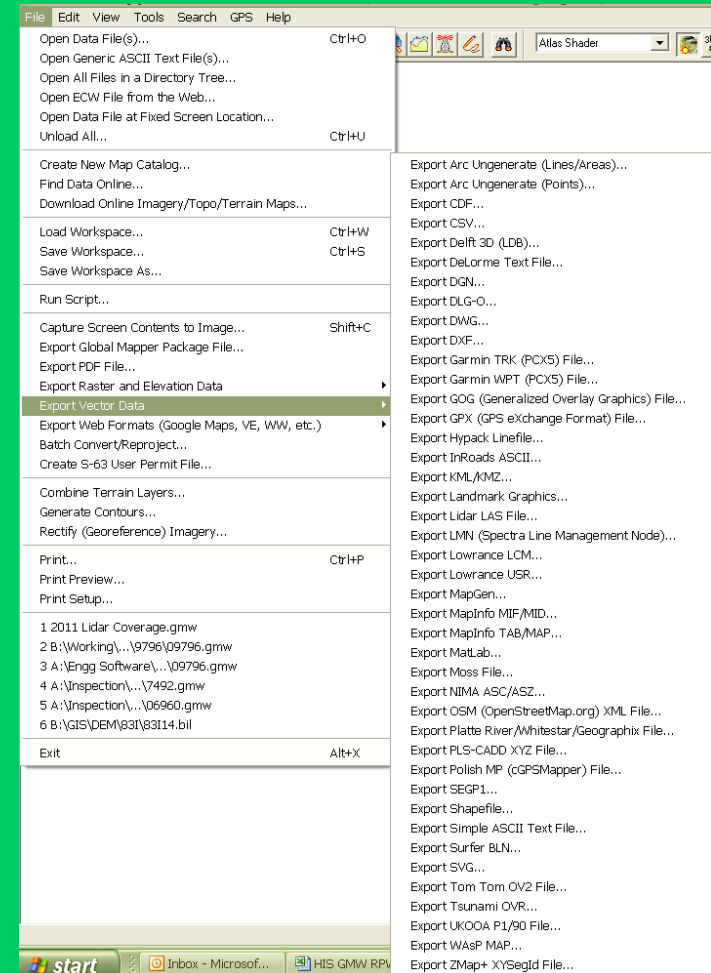 File Edit View Tools Search GPS Help
Open Data File(s)... Ctrl+O
Open Generic ASCII Text File(s)...
Open All Files in a Directory Tree...
Open ECW File from the Web...
Open Data File at Fixed Screen Location...
Unload All... Ctrl+U
Create New Map Catalog...
Find Data Online...
Download Online Imagery/Topo/Terrain Maps...
Load Workspace... Ctrl+W
Save Workspace... Ctrl+S
Save Workspace As...
Run Script...
Capture Screen Contents to Image... Shift+C
Export Global Mapper Package File...
Export PDF File...
Export Raster and Elevation Data
Export Vector Data
Export Web Formats (Google Maps, VE, WW, etc.)
Batch Convert/Reproject...
Create S-63 User Permit File...
Combine Terrain Layers...
Generate Contours...
Rectify (Georeference) Imagery...
Print... Ctrl+P
Print Preview...
Print Setup...
1 2011 Lidar Coverage.gmw
2 B:\Working\...\9796\09796.gmw
3 A:\Engg Software\...\09796.gmw
4 A:\Inspection\...\7492.gmw
5 A:\Inspection\...\06960.gmw
6 B:\GIS\DEM\83I\83I14.bil
Exit Alt+X
Atlas Shader
Export Arc Ungenerate (Lines/Areas)...
Export Arc Ungenerate (Points)...
Export CDF...
Export CSV...
Export Delft 3D (LDB)...
Export DeLorme Text File...
Export DGN...
Export DLG-O...
Export DWG...
Export DXF...
Export Garmin TRK (PCX5) File...
Export Garmin WPT (PCX5) File...
Export GOG (Generalized Overlay Graphics) File...
Export GPX (GPS eXchange Format) File...
Export Hypack Linefile...
Export InRoads ASCII...
Export KML/KMZ...
Export Landmark Graphics...
Export Lidar LAS File...
Export LMN (Spectra Line Management Node)...
Export Lowrance LCM...
Export Lowrance USR...
Export MapGen...
Export MapInfo MIF/MID...
Export MapInfo TAB/MAP...
Export MatLab...
Export Moss File...
Export NIMA ASC/ASZ...
Export OSM (OpenStreetMap.org) XML File...
Export Platte River/Whitestar/Geographix File...
Export PLS-CADD XYZ File...
Export Polish MP (cGPSMapper) File...
Export SEGP1...
Export Shapefile...
Export Simple ASCII Text File...
Export Surfer BLN...
Export SVG...
Export Tom Tom OV2 File...
Export Tsunami OVR...
Export UKOOA P1/90 File...
Export WAsP MAP...
Export ZMap+ XYSegId File...
start Inbox - Microsof... HIS GMW